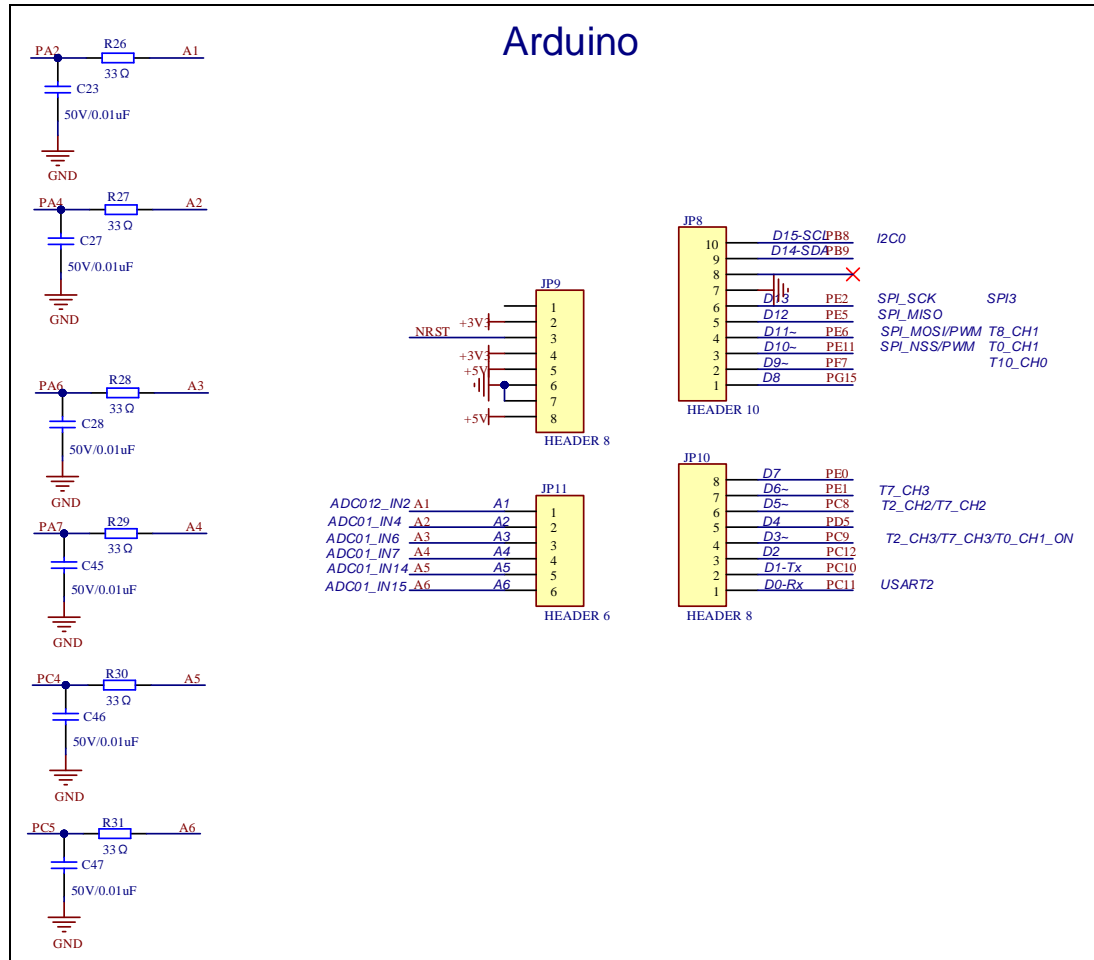 Arduino
PA2 R26 A1
33Ω
C23
50V/0.01uF
GND
PA4 R27 A2
33Ω
C27
50V/0.01uF
GND
PA6 R28 A3
33Ω
C28
50V/0.01uF
GND
PA7 R29 A4
33Ω
C45
50V/0.01uF
GND
PC4 R30 A5
33Ω
C46
50V/0.01uF
GND
PC5 R31 A6
33Ω
C47
50V/0.01uF
GND
JP9
1
+3V3 2
NRST 3
+3V3 4
+5V 5
6
7
+5V 8
HEADER 8
JP11
ADC012_IN2 A1 A1 1
ADC01_IN4 A2 A2 2
ADC01_IN6 A3 A3 3
ADC01_IN7 A4 A4 4
ADC01_IN14 A5 A5 5
ADC01_IN15 A6 A6 6
HEADER 6
JP8
10 D15-SCL PB8 I2C0
9 D14-SDA PB9
8
7
6 D13 PE2 SPI_SCK SPI3
5 D12 PE5 SPI_MISO
4 D11~ PE6 SPI_MOSI/PWM T8_CH1
3 D10~ PE11 SPI_NSS/PWM T0_CH1
2 D9~ PF7 T10_CH0
1 D8 PG15
HEADER 10
JP10
8 D7 PE0
7 D6~ PE1 T7_CH3
6 D5~ PC8 T2_CH2/T7_CH2
5 D4 PD5
4 D3~ PC9 T2_CH3/T7_CH3/T0_CH1_ON
3 D2 PC12
2 D1-Tx PC10
1 D0-Rx PC11 USART2
HEADER 8